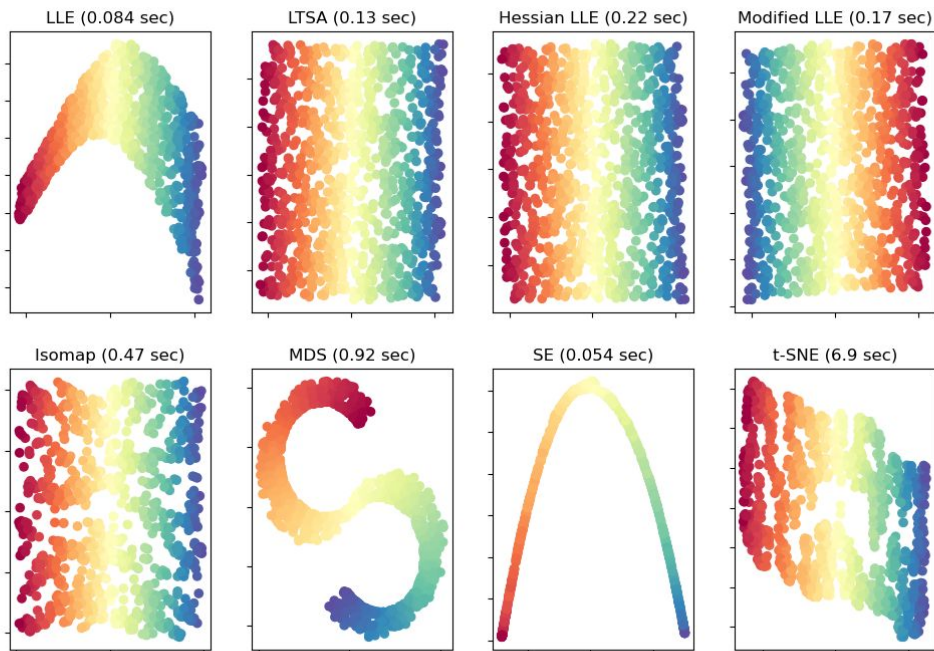 LLE (0.084 sec)
LTSA (0.13 sec)
Hessian LLE (0.22 sec)
Modified LLE (0.17 sec)
Isomap (0.47 sec)
MDS (0.92 sec)
SE (0.054 sec)
t-SNE (6.9 sec)